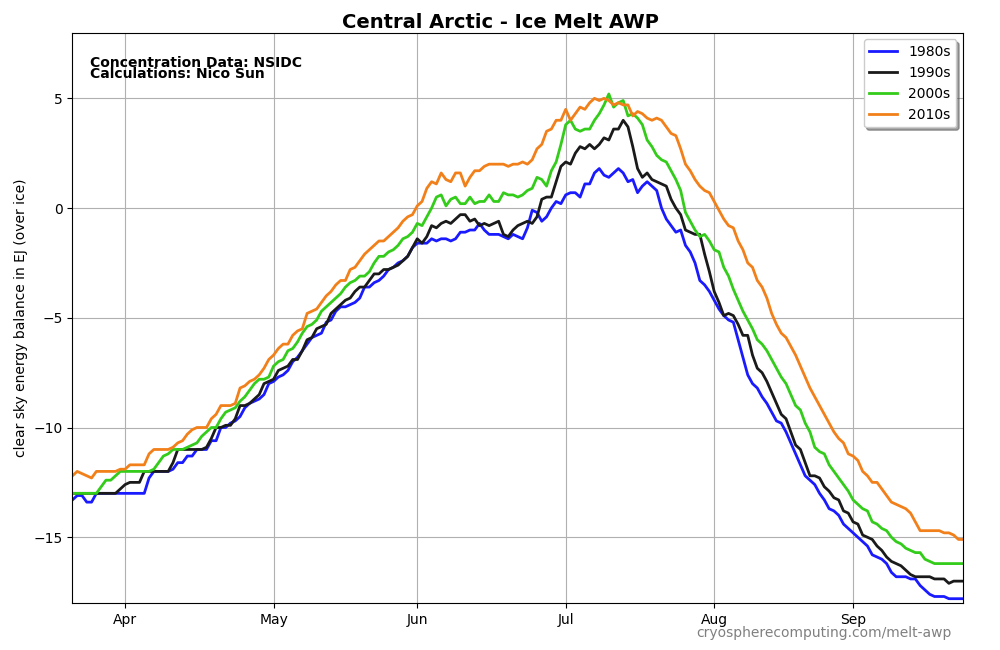 Central Arctic - Ice Melt AWP
Concentration Data: NSIDC
Calculations: Nico Sun
1980s
1990s
2000s
2010s
clear sky energy balance in EJ (over ice)
5
0
−5
−10
−15
Apr May Jun Jul Aug Sep
cryospherecomputing.com/melt-awp